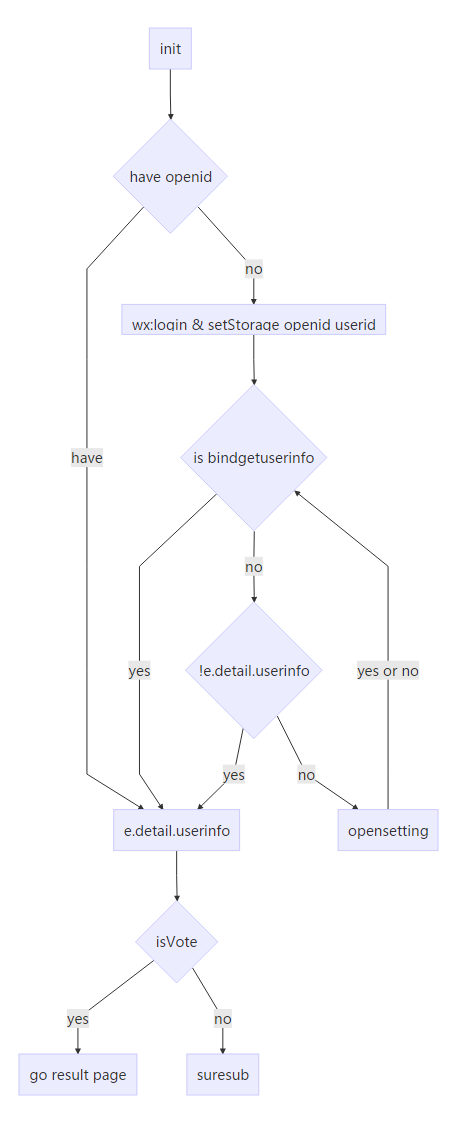 init
have openid
no
wx:login & setStorage openid userid
have
is bindgetuserinfo
no
yes
!e.detail.userinfo
yes or no
yes
no
e.detail.userinfo
opensetting
isVote
yes
no
go result page
suresub